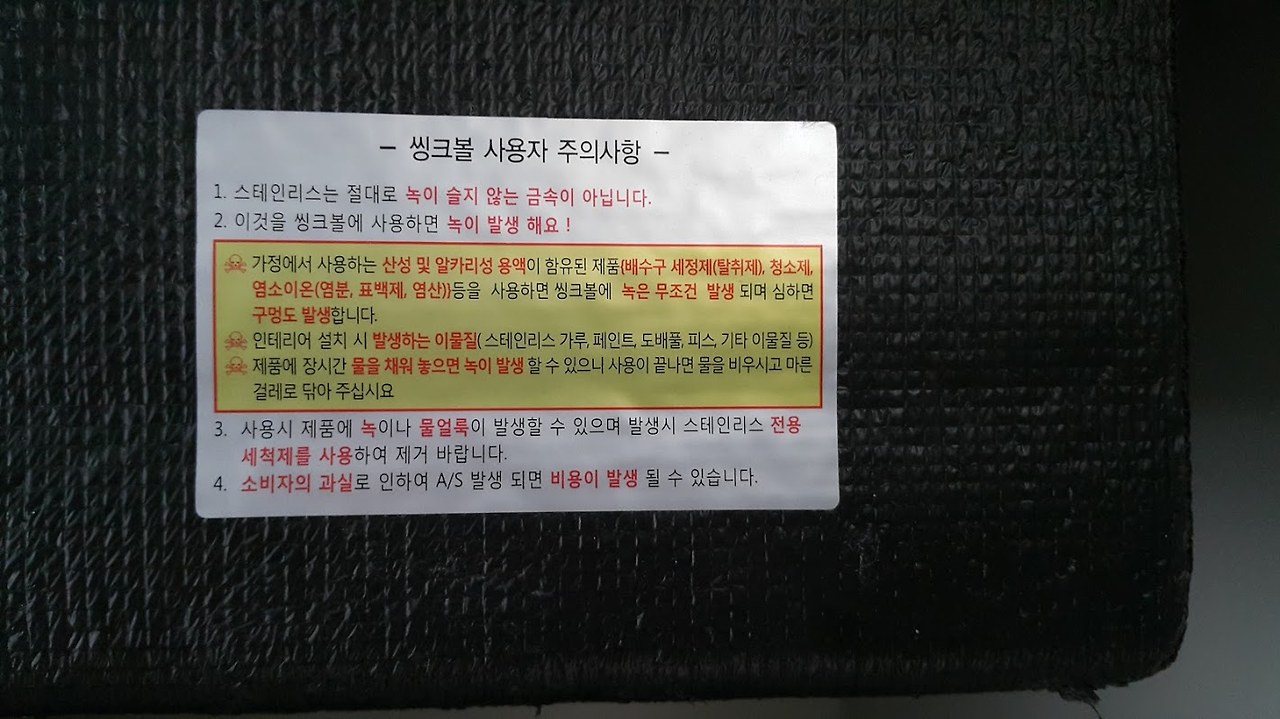 - 씽크볼 사용자 주의사항 -
1. 스테인리스는 절대로 녹이 슬지 않는 금속이 아닙니다.
2. 이것을 씽크볼에 사용하면 녹이 발생 해요 !
가정에서 사용하는 산성 및 알카리성 용액이 함유된 제품(배수구 세정제(탈취제), 청소제,
염소이온(염분, 표백제, 염산))등을 사용하면 씽크볼에 녹은 무조건 발생 되며 심하면
구멍도 발생합니다.
인테리어 설치 시 발생하는 이물질( 스테인리스 가루, 페인트, 도배풀, 피스, 기타 이물질 등)
제품에 장시간 물을 채워 놓으면 녹이 발생 할 수 있으니 사용이 끝나면 물을 비우시고 마른
걸레로 닦아 주십시요
3. 사용시 제품에 녹이나 물얼룩이 발생할 수 있으며 발생시 스테인리스 전용
세척제를 사용하여 제거 바랍니다.
4. 소비자의 과실로 인하여 A/S 발생 되면 비용이 발생 될 수 있습니다.